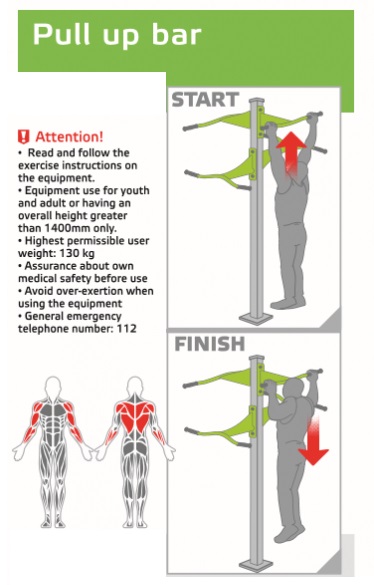 Pull up bar
START
Attention!
• Read and follow the
exercise instructions on
the equipment.
• Equipment use for youth
and adult or having an
overall height greater
than 1400mm only.
• Highest permissible user
weight: 130 kg
• Assurance about own
medical safety before use
• Avoid over-exertion when
using the equipment
• General emergency
telephone number: 112
FINISH